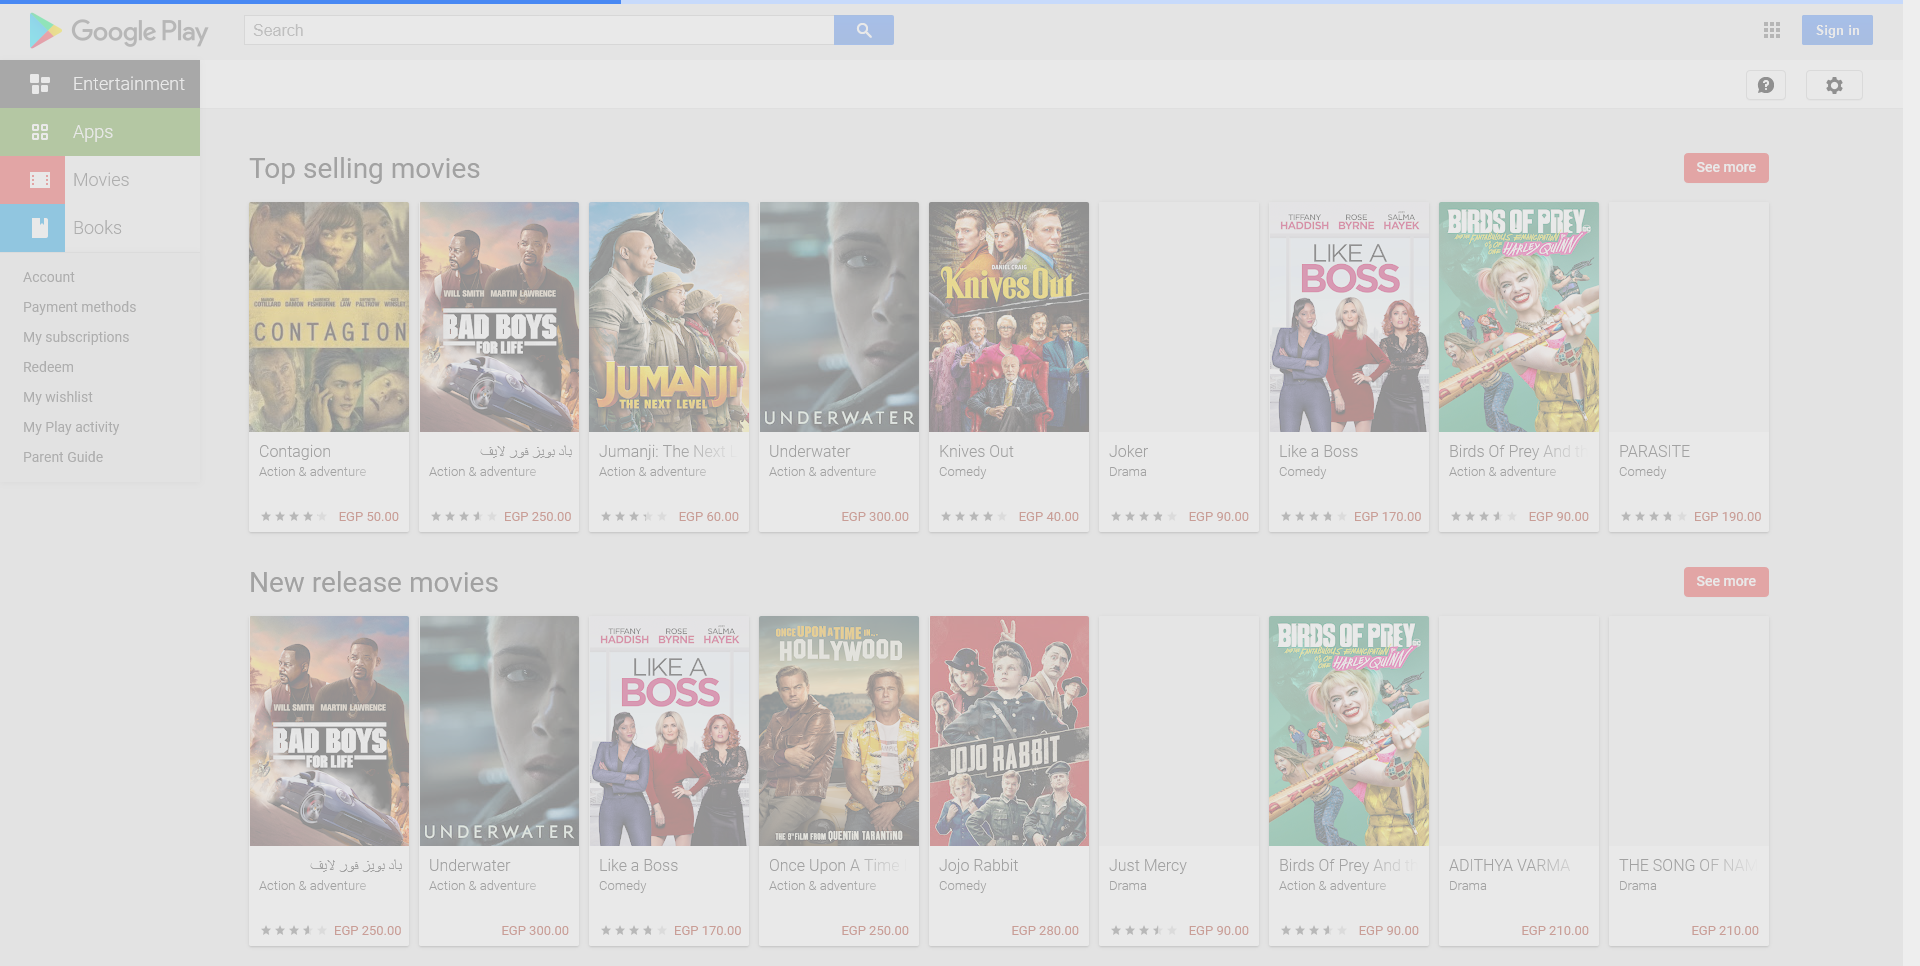 Google Play
Search
Sign in
Entertainment
Apps
Movies
Books
Account
Payment methods
My subscriptions
Redeem
My wishlist
My Play activity
Parent Guide
Top selling movies
See more
CONTAGION
WILL SMITH MARTIN LAWRENCE
BAD BOYS
FOR LIFE
JUMANJI
THE NEXT LEVEL
UNDERWATER
DANIEL CRAIG
Knives Out
TIFFANY HADDISH ROSE BYRNE SALMA HAYEK
LIKE A
BOSS
BIRDS OF PREY
HARLEY QUINN
Contagion
Action & adventure
EGP 50.00
باد بويز فور لايف
Action & adventure
EGP 250.00
Jumanji: The Next
Action & adventure
EGP 60.00
Underwater
Action & adventure
EGP 300.00
Knives Out
Comedy
EGP 40.00
Joker
Drama
EGP 90.00
Like a Boss
Comedy
EGP 170.00
Birds Of Prey And
Action & adventure
EGP 90.00
PARASITE
Comedy
EGP 190.00
New release movies
See more
WILL SMITH MARTIN LAWRENCE
BAD BOYS
FOR LIFE
UNDERWATER
TIFFANY HADDISH ROSE BYRNE SALMA HAYEK
LIKE A
BOSS
ONCE UPON A TIME IN...
HOLLYWOOD
THE 9TH FILM FROM QUENTIN TARANTINO
JOJO RABBIT
BIRDS OF PREY
HARLEY QUINN
باد بويز فور لايف
Action & adventure
EGP 250.00
Underwater
Action & adventure
EGP 300.00
Like a Boss
Comedy
EGP 170.00
Once Upon A Time
Action & adventure
EGP 250.00
Jojo Rabbit
Comedy
EGP 280.00
Just Mercy
Drama
EGP 90.00
Birds Of Prey And
Action & adventure
EGP 90.00
ADITHYA VARMA
Drama
EGP 210.00
THE SONG OF NAM
Drama
EGP 210.00